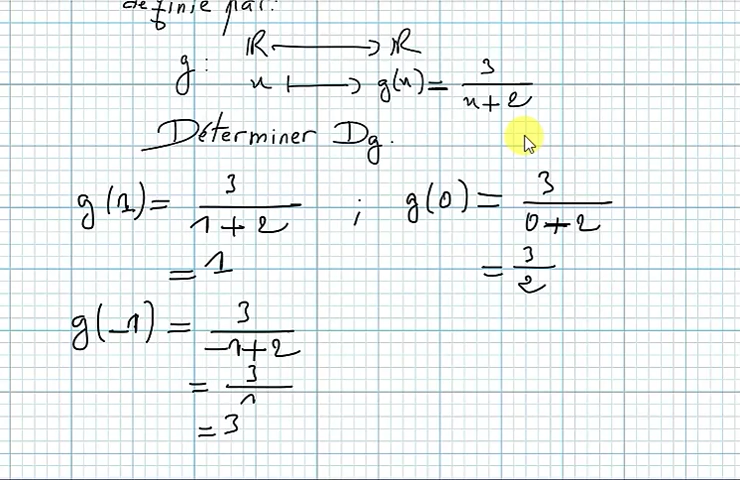 definie par:
g: ℝ ⟶ ℝ
x ⟼ g(x) = 3/(x+2)
Déterminer Dg.
g(1) = 3/(1+2) ; g(0) = 3/(0+2)
= 1 = 3/2
g(-1) = 3/(-1+2)
= 3/1
= 3